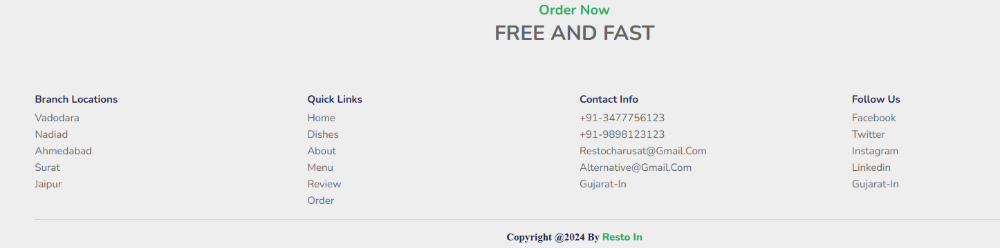 Order Now
FREE AND FAST
Branch Locations
Vadodara
Nadiad
Ahmedabad
Surat
Jaipur
Quick Links
Home
Dishes
About
Menu
Review
Order
Contact Info
+91-3477756123
+91-9898123123
Restocharusat@Gmail.Com
Alternative@Gmail.Com
Gujarat-In
Follow Us
Facebook
Twitter
Instagram
Linkedin
Gujarat-In
Copyright @2024 By Resto In